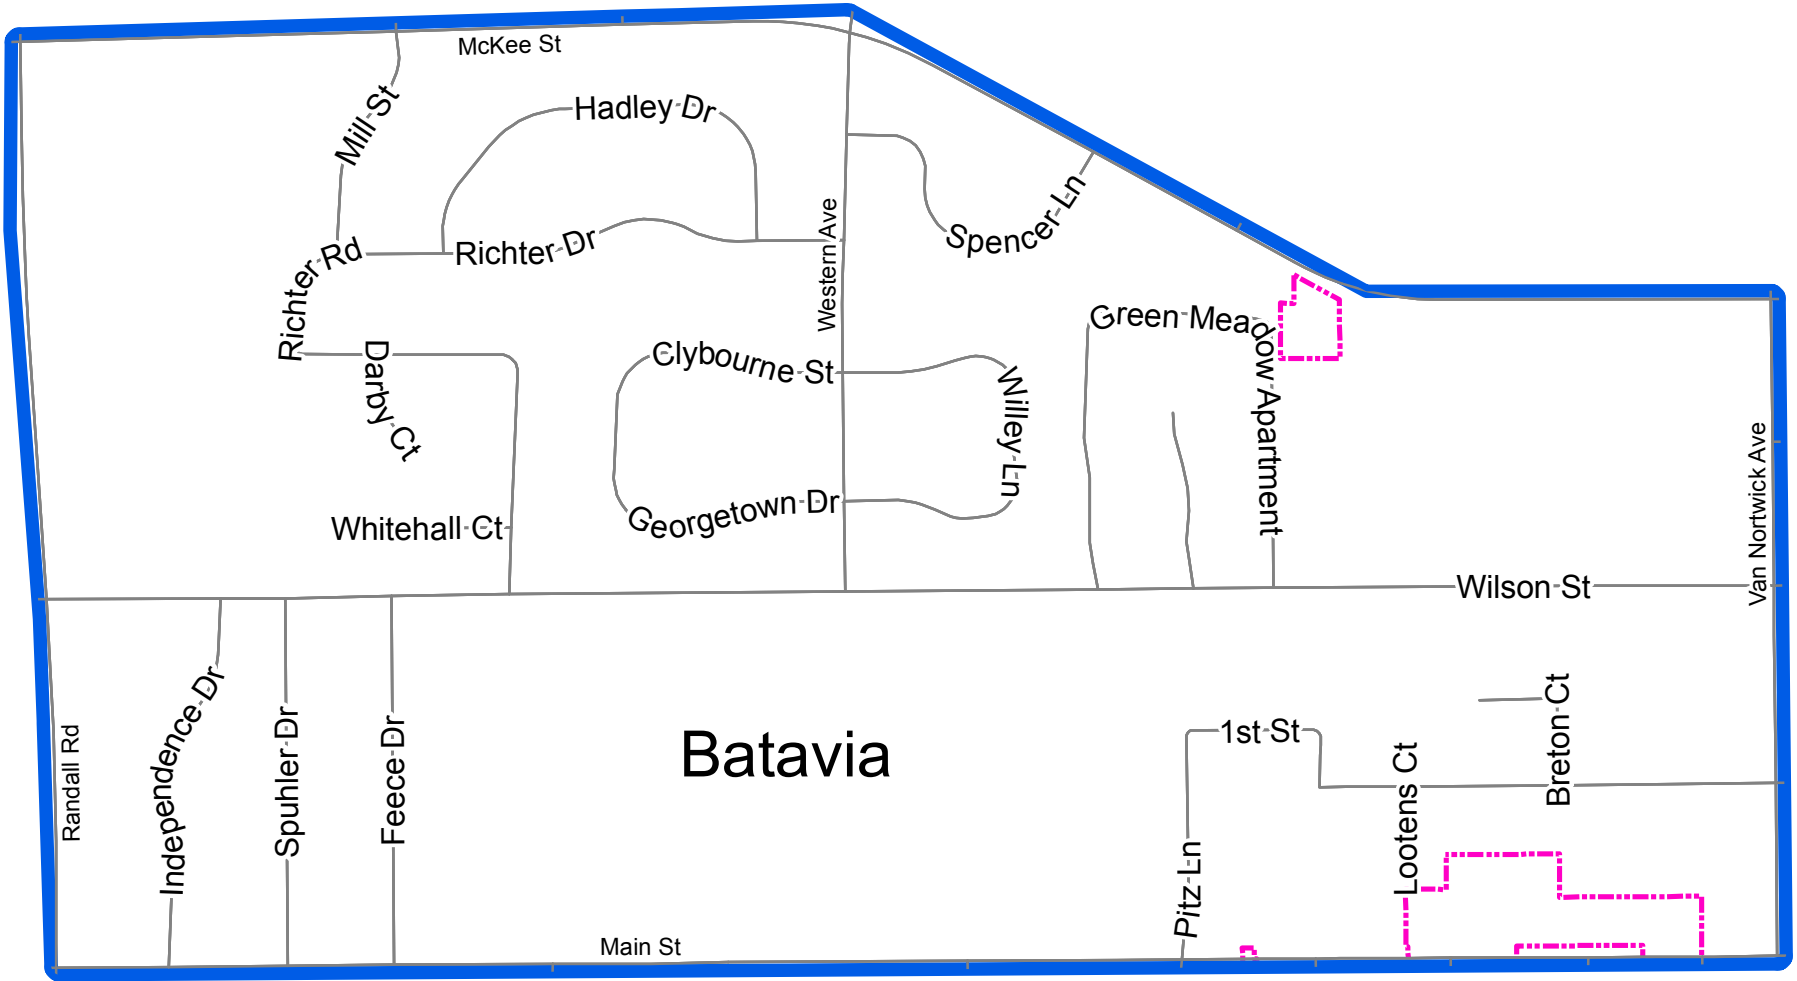 McKee St
Mill St
Hadley Dr
Richter Rd
Richter Dr
Western Ave
Spencer Ln
Green Meadow Apartment
Darby Ct
Clybourne St
Willey Ln
Whitehall Ct
Georgetown Dr
Van Nortwick Ave
Wilson St
Independence Dr
Spuhler Dr
Feece Dr
Randall Rd
Batavia
1st St
Breton Ct
Lootens Ct
Pitz Ln
Main St